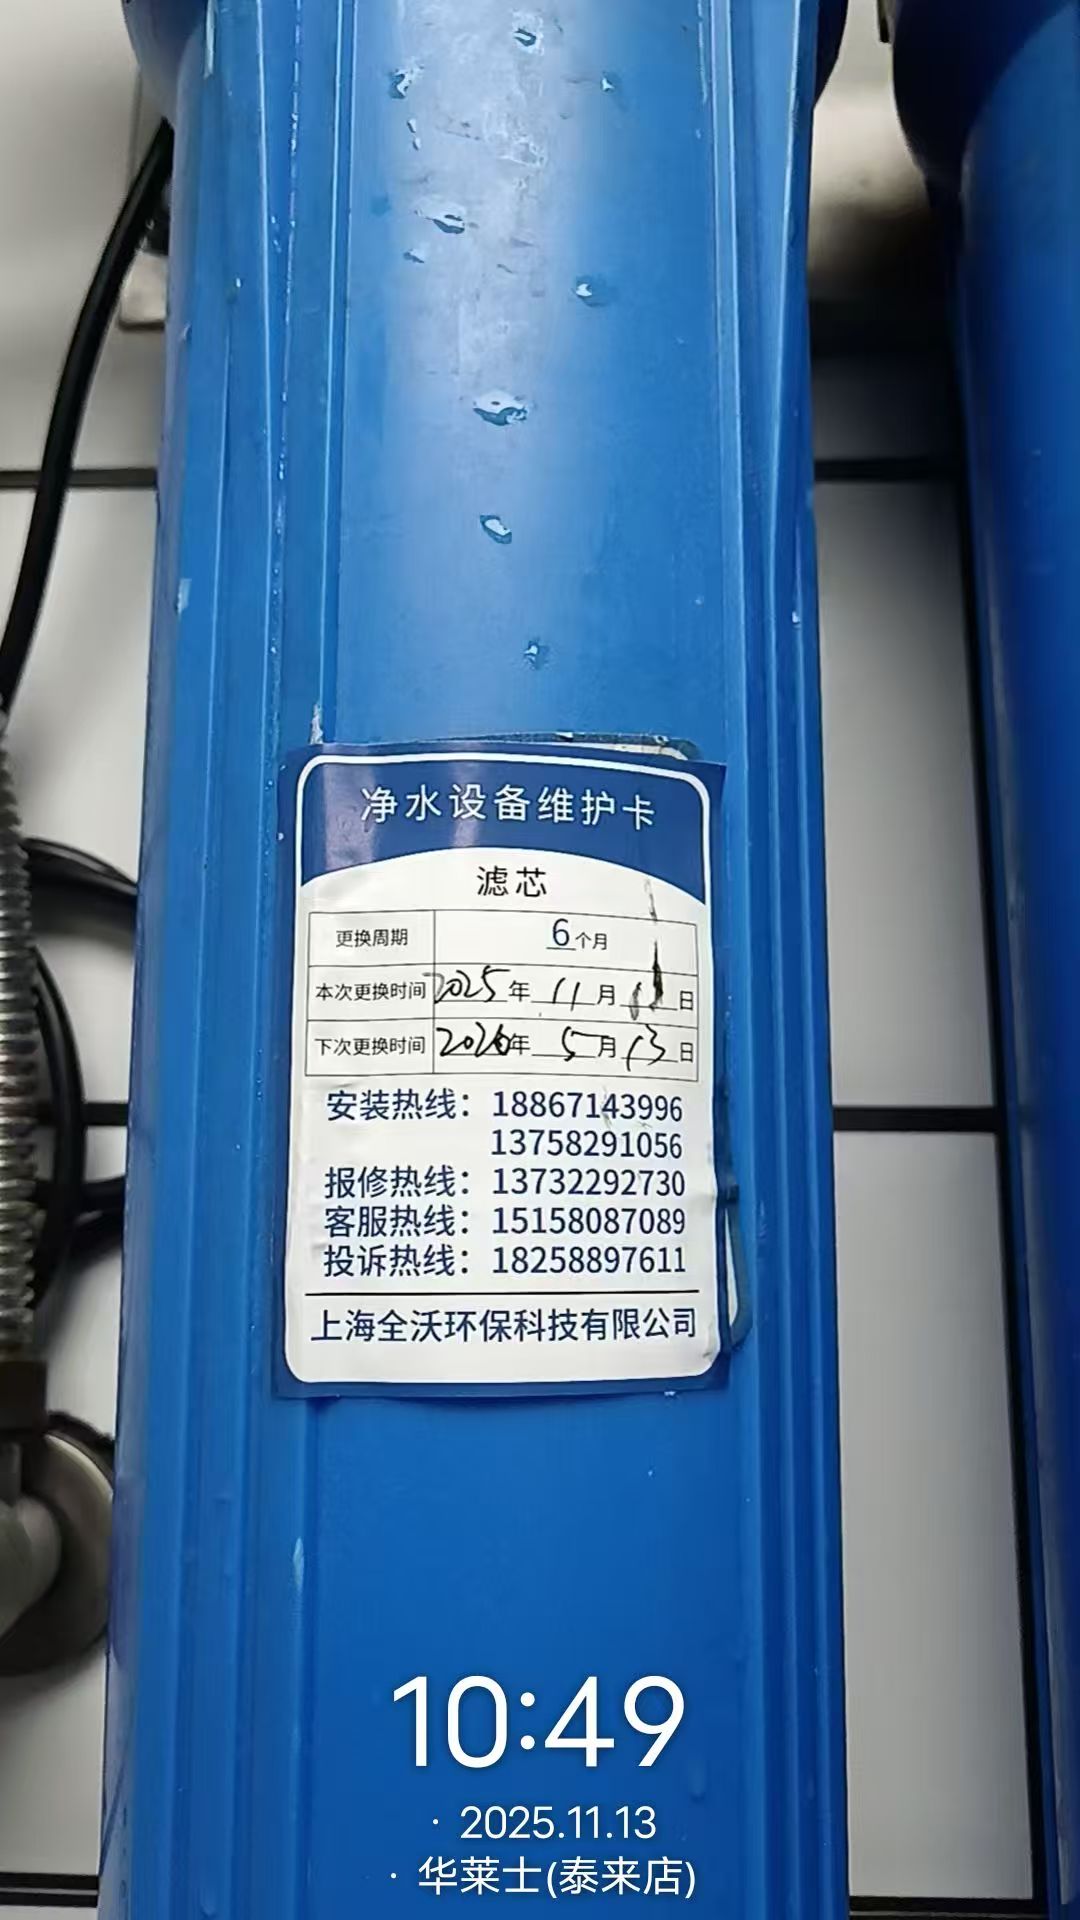 净水设备维护卡
滤芯
更换周期 6个月
本次更换时间 2025年11月13日
下次更换时间 2026年5月13日
安装热线：18867143996
13758291056
报修热线：13732292730
客服热线：15158087089
投诉热线：18258897611
上海全沃环保科技有限公司
10:49
· 2025.11.13
· 华莱士(泰来店)